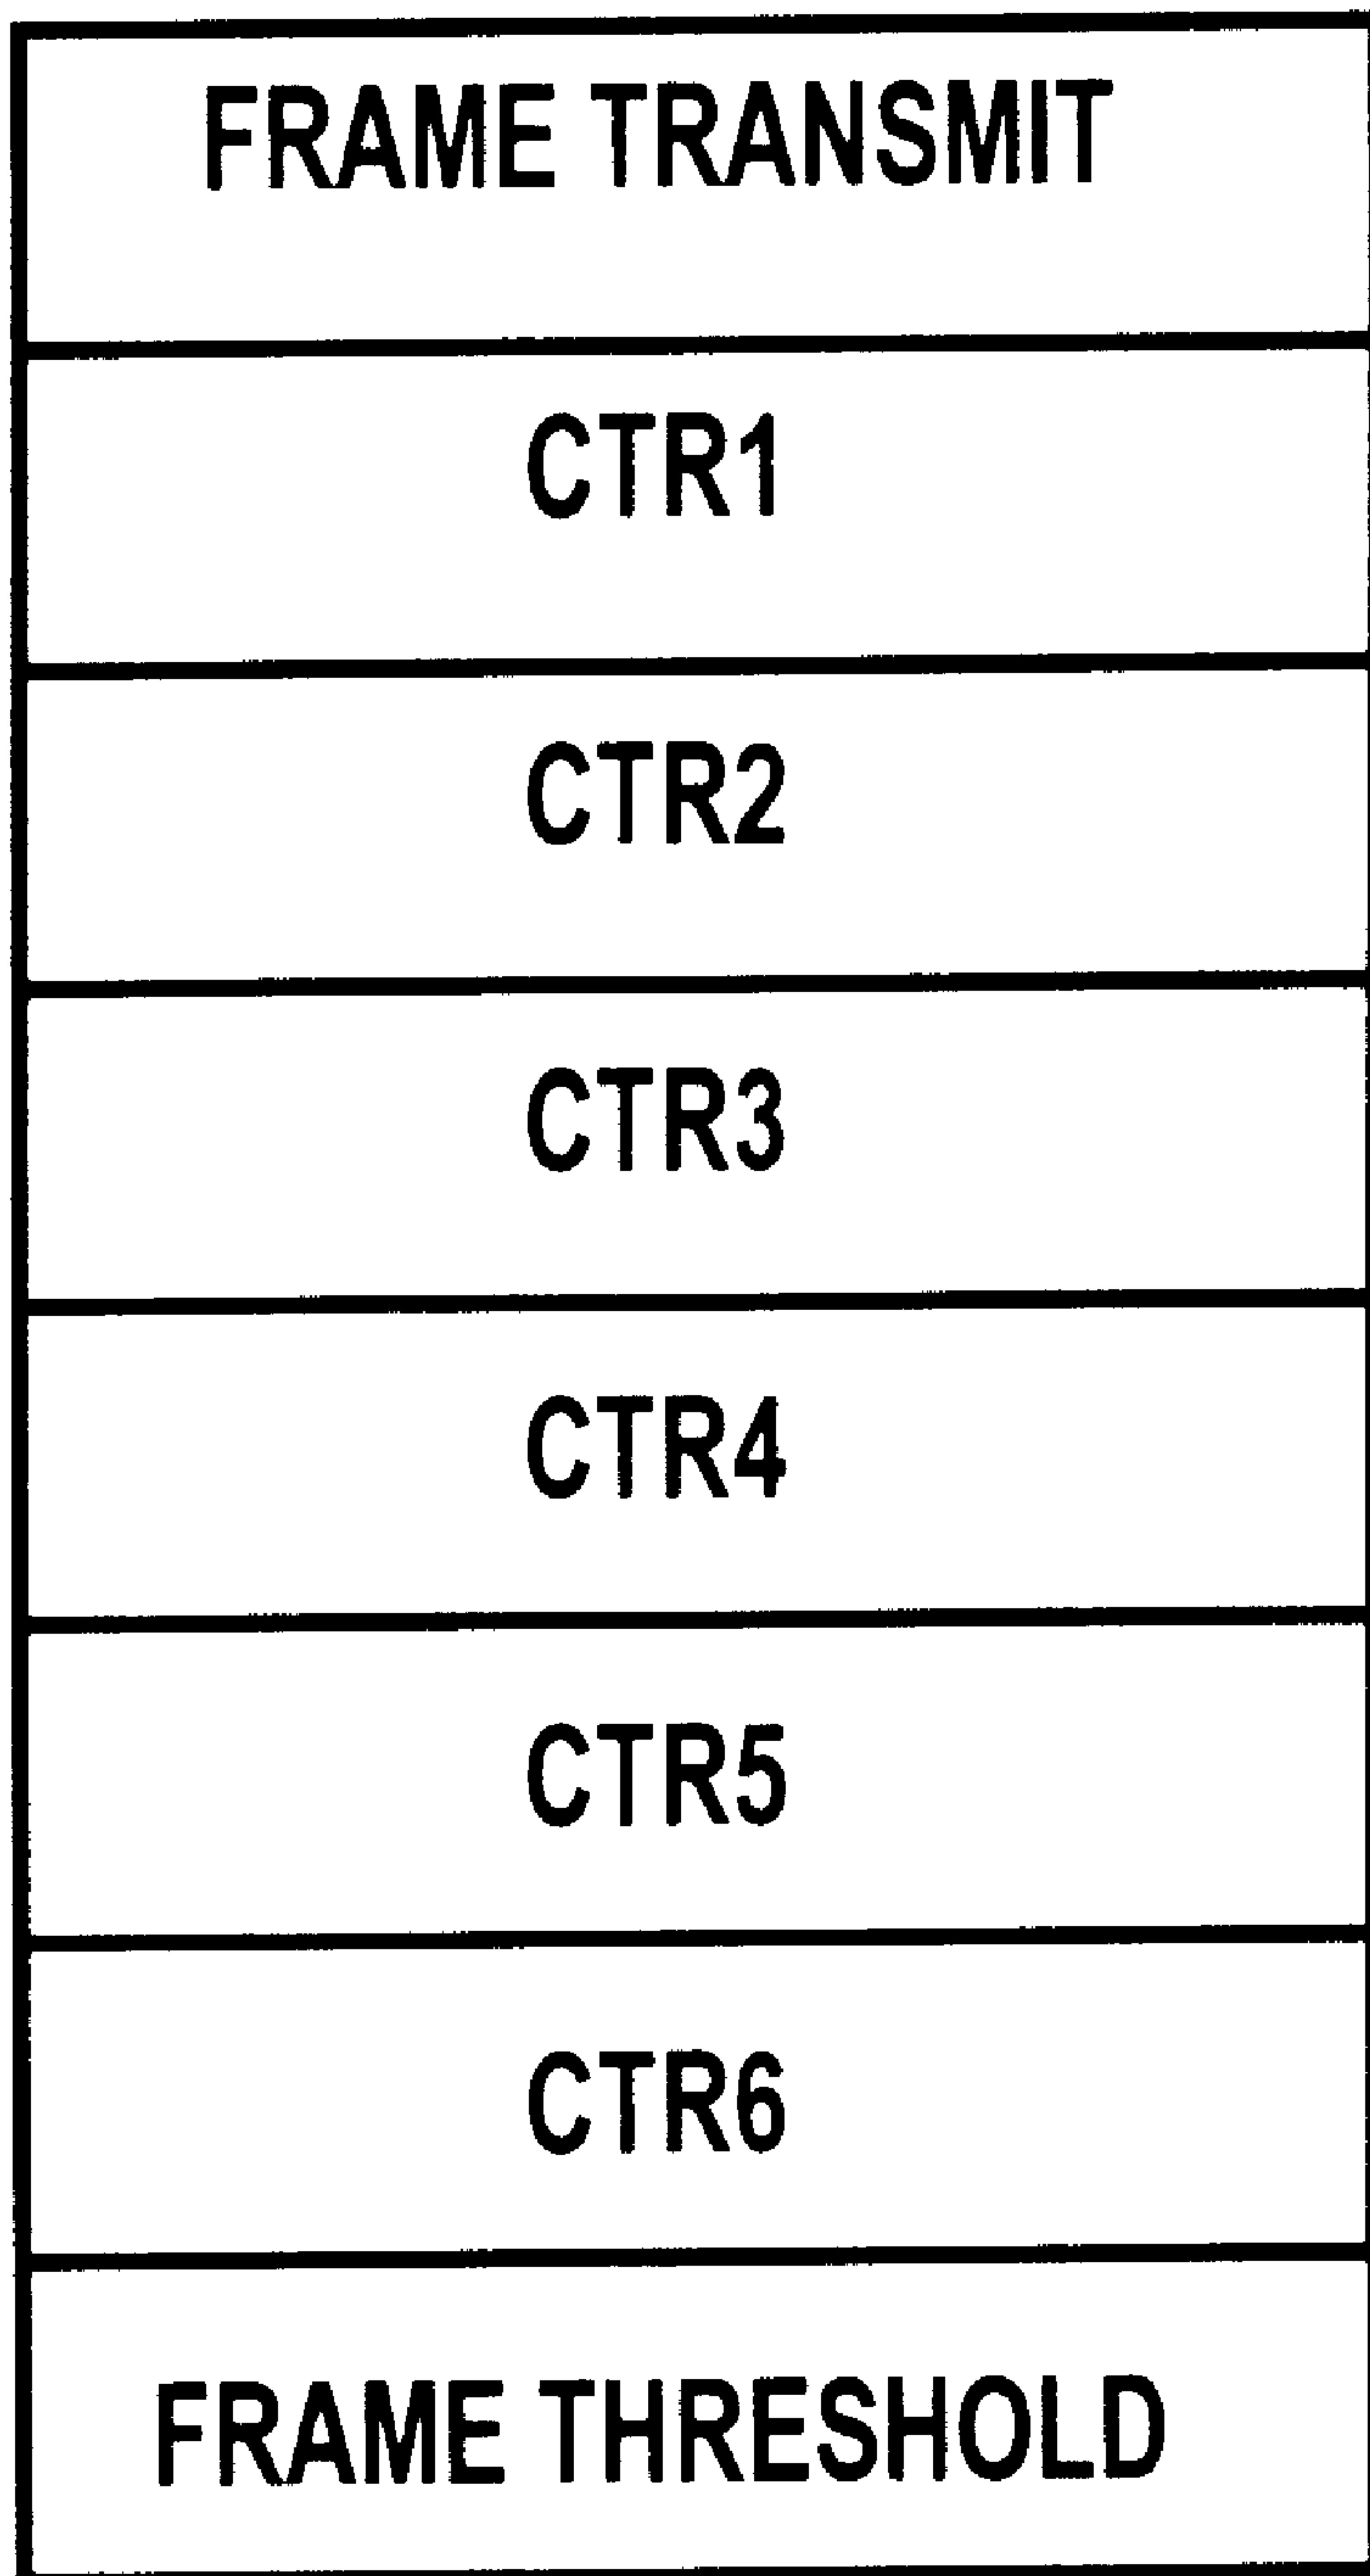 FRAME TRANSMIT
CTR1
CTR2
CTR3
CTR4
CTR5
CTR6
FRAME THRESHOLD